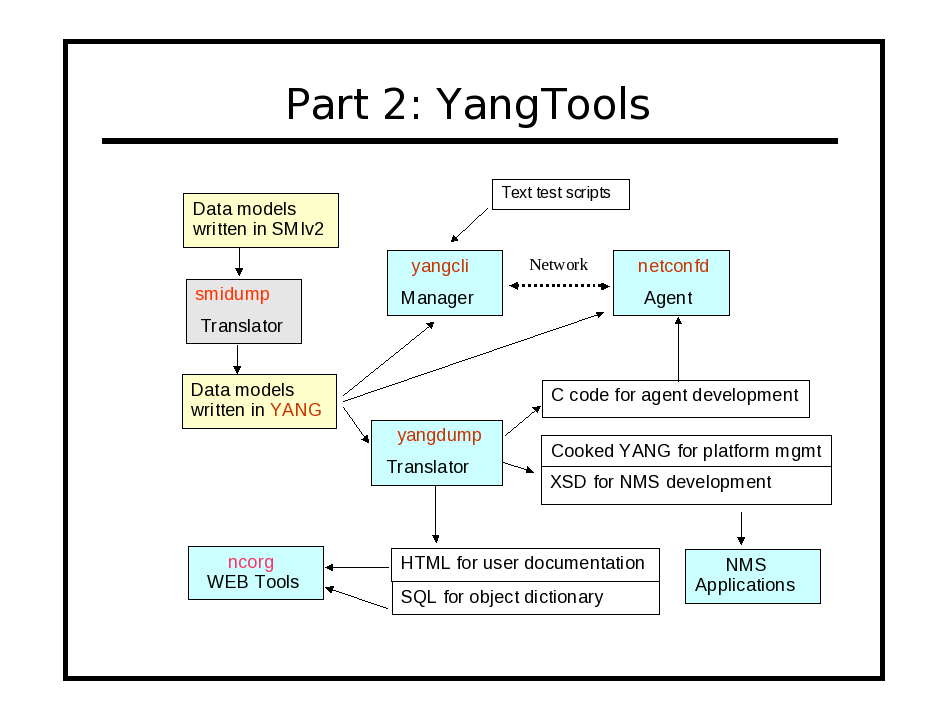 Part 2: YangTools
Text test scripts
Data models
written in SMIv2
yangcli
Manager
Network
netconfd
Agent
smidump
Translator
Data models
written in YANG
C code for agent development
yangdump
Translator
Cooked YANG for platform mgmt
XSD for NMS development
ncorg
WEB Tools
HTML for user documentation
SQL for object dictionary
NMS
Applications